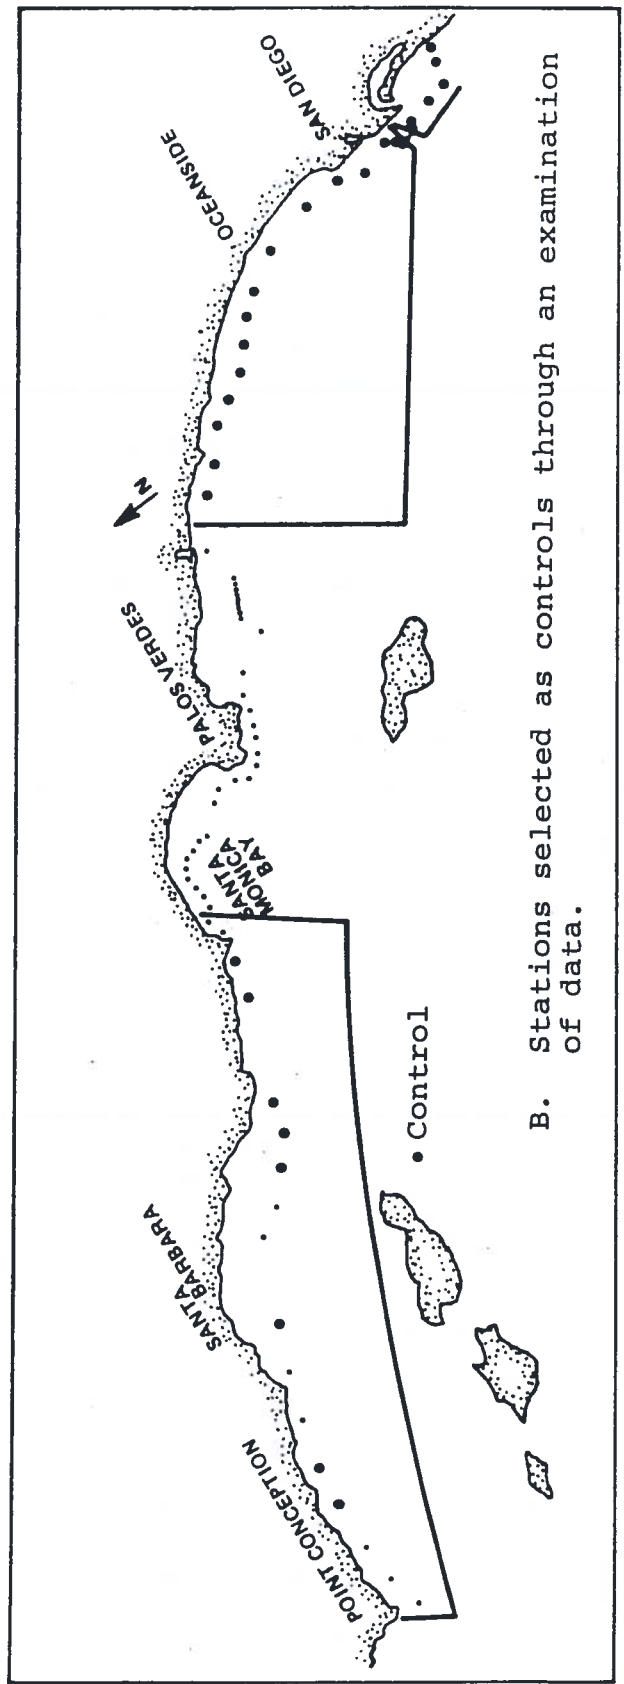 POINT CONCEPTION
SANTA
BARBARA
SANTA
MONICA
BAY
PALOS VERDES
N
OCEANSIDE
SAN DIEGO
Control
B. Stations selected as controls through an examination
of data.